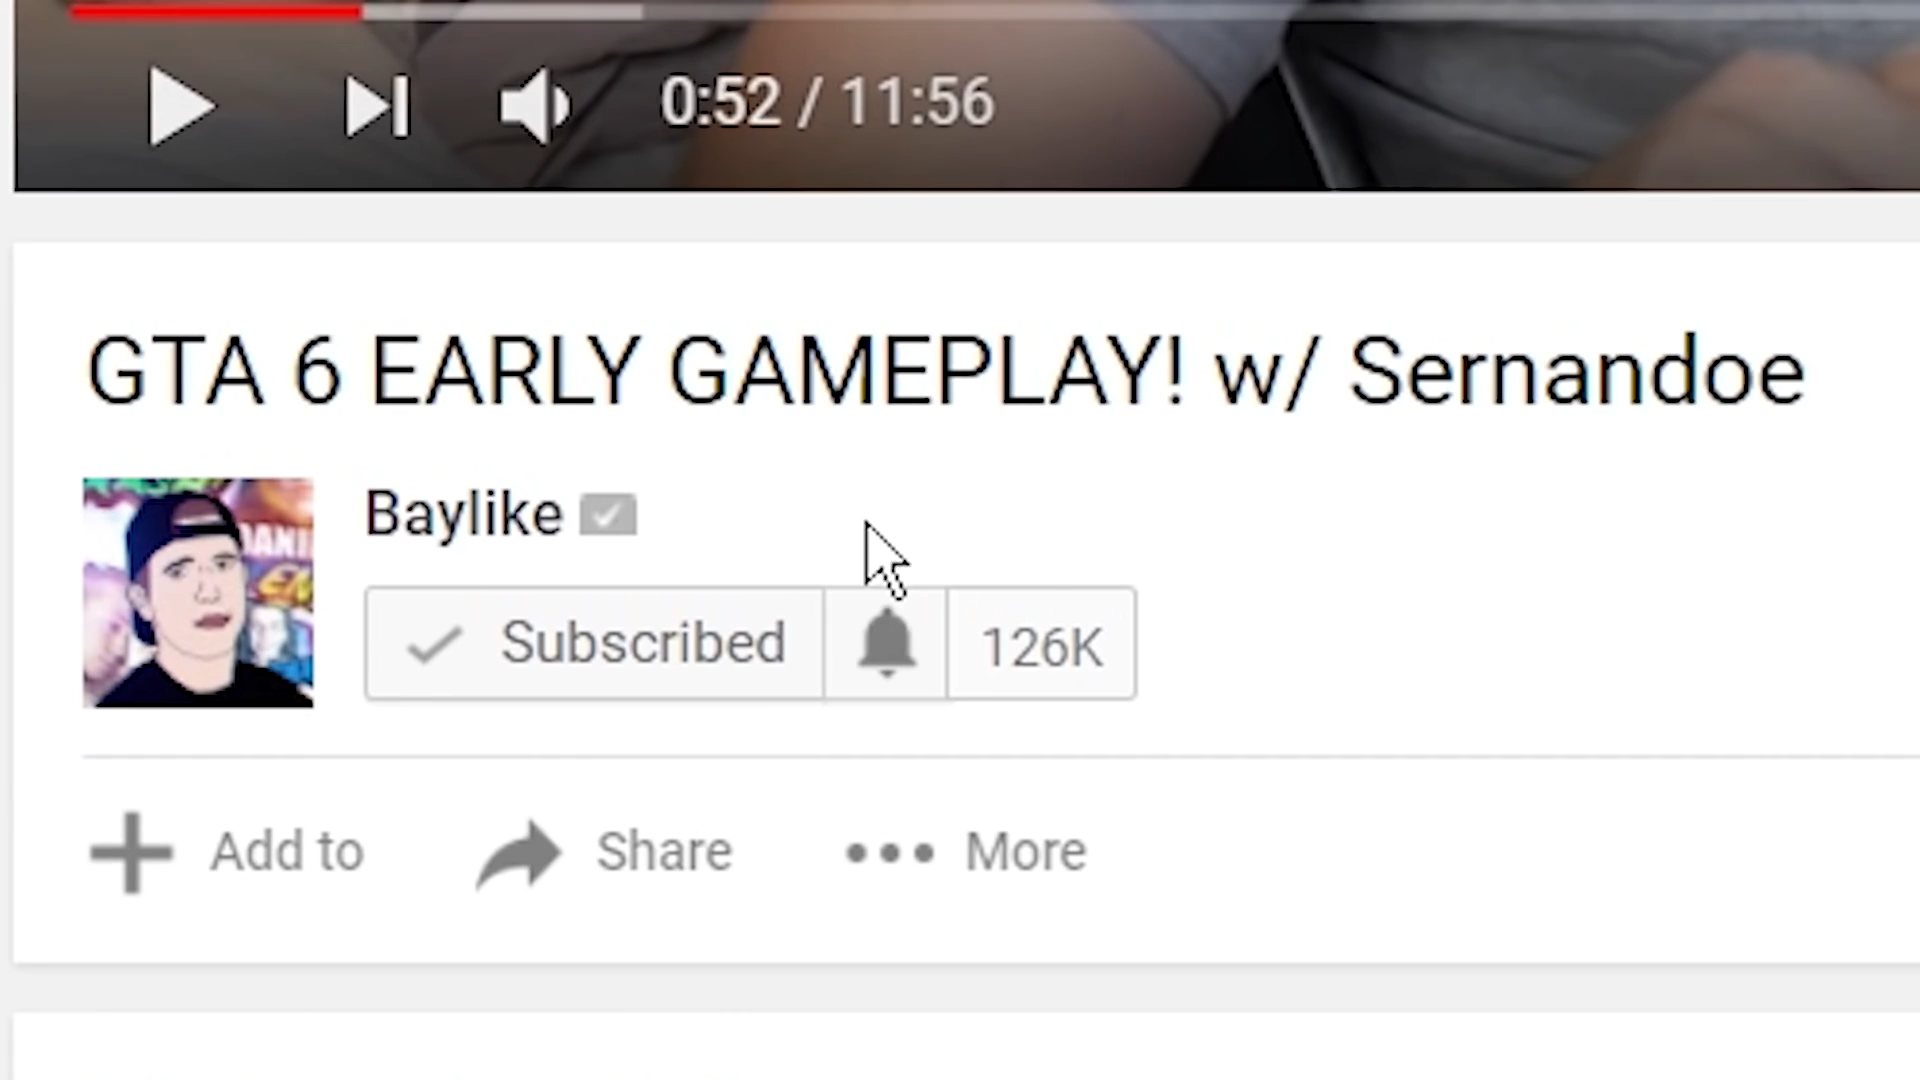 0:52 / 11:56
GTA 6 EARLY GAMEPLAY! w/ Sernandoe
Baylike
Subscribed 126K
Add to Share More